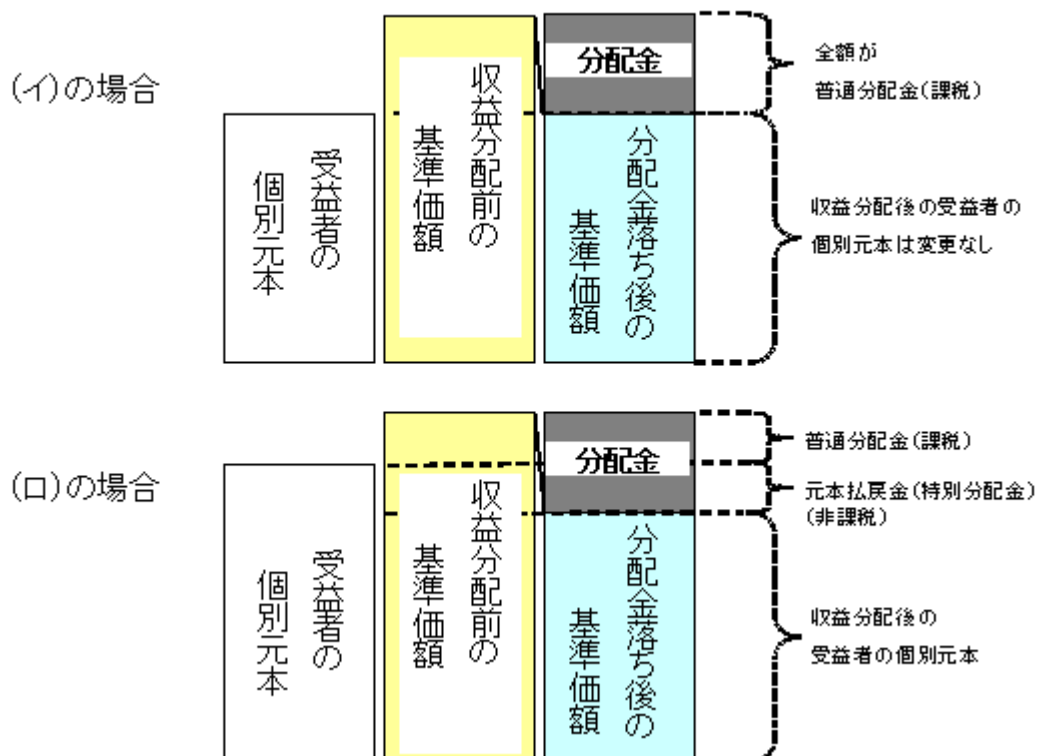 (イ)の場合
受益者の
個別元本
収益分配前の
基準価額
分配金
分配金落ち後の
基準価額
全額が
普通分配金(課税)
収益分配後の受益者の
個別元本は変更なし
(ロ)の場合
受益者の
個別元本
収益分配前の
基準価額
分配金
分配金落ち後の
基準価額
普通分配金(課税)
元本払戻金(特別分配金)
(非課税)
収益分配後の
受益者の個別元本